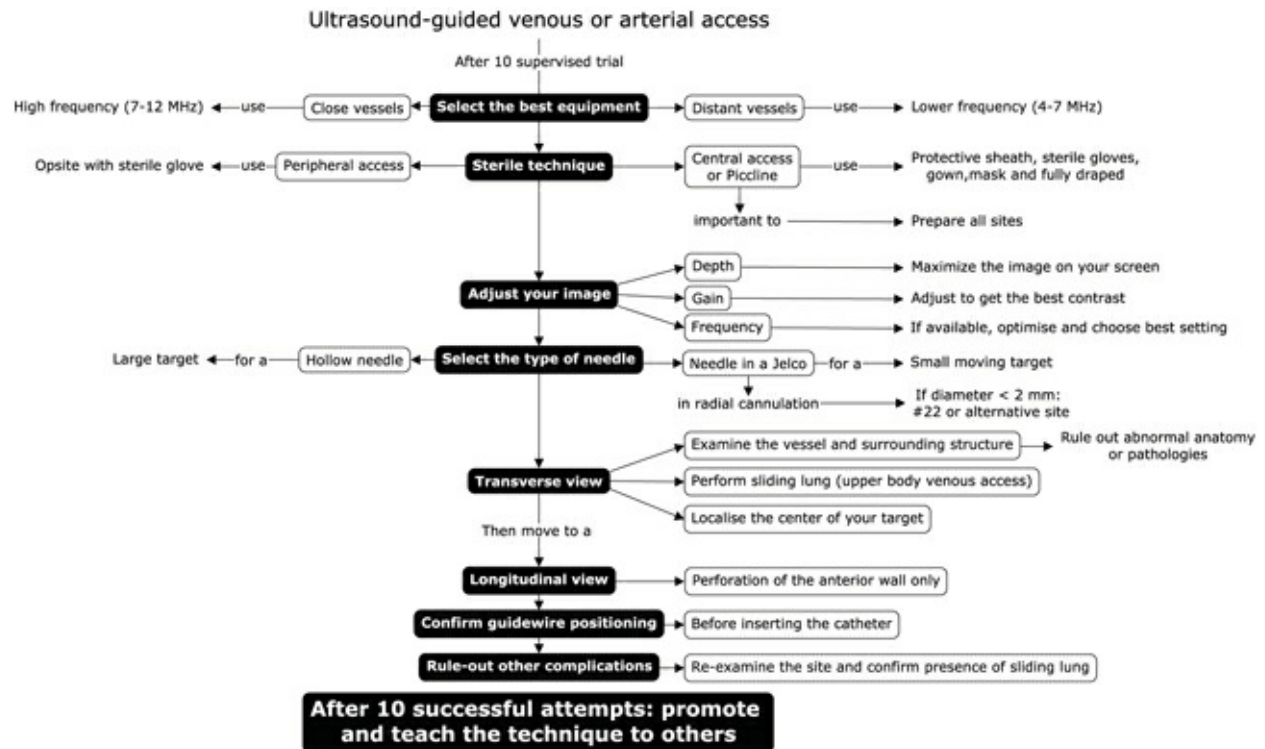 Ultrasound-guided venous or arterial access
After 10 supervised trial
High frequency (7-12 MHz) use Close vessels Select the best equipment Distant vessels use Lower frequency (4-7 MHz)
Opsite with sterile glove use Peripheral access Sterile technique Central access
or Piccline use Protective sheath, sterile gloves,
gown,mask and fully draped
important to Prepare all sites
Adjust your image
Depth Maximize the image on your screen
Gain Adjust to get the best contrast
Frequency If available, optimise and choose best setting
Large target for a Hollow needle Select the type of needle Needle in a Jelco for a Small moving target
in radial cannulation If diameter < 2 mm:
#22 or alternative site
Transverse view
Examine the vessel and surrounding structure Rule out abnormal anatomy
or pathologies
Perform sliding lung (upper body venous access)
Localise the center of your target
Then move to a
Longitudinal view Perforation of the anterior wall only
Confirm guidewire positioning Before inserting the catheter
Rule-out other complications Re-examine the site and confirm presence of sliding lung
After 10 successful attempts: promote
and teach the technique to others